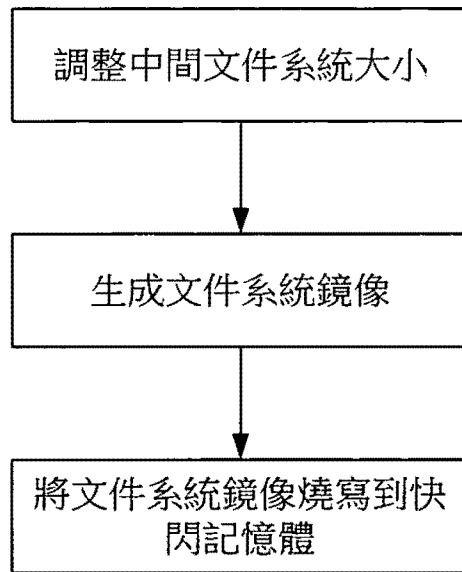 調整中間文件系統大小
生成文件系統鏡像
將文件系統鏡像燒寫到快
閃記憶體